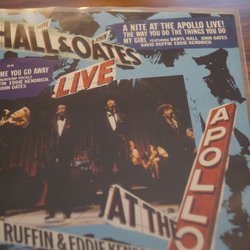 HALL & OATES
A NITE AT THE APOLLO LIVE!
THE WAY YOU DO THE THINGS YOU DO
MY GIRL FEATURING DARYL HALL JOHN OATES
DAVID RUFFIN EDDIE KENDRICK
ME YOU GO AWAY
JOHN OATES
LIVE
AT THE
APOLLO
RUFFIN & EDDIE KEN